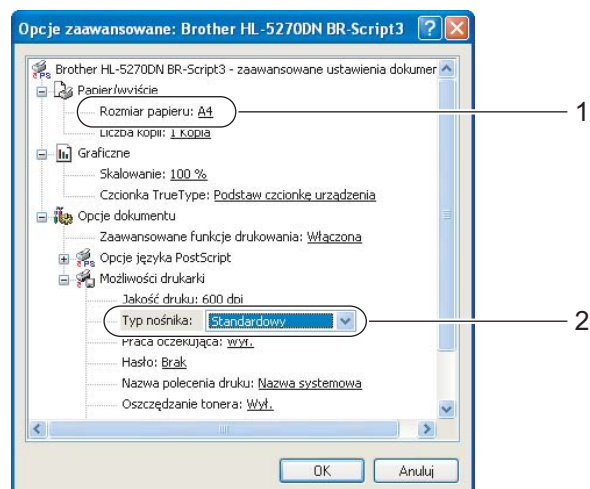 Opcje zaawansowane: Brother HL-5270DN BR-Script3
Brother HL-5270DN BR-Script3 - zaawansowane ustawienia dokumer
Papier/wyjście
Rozmiar papieru: A4
1
Liczba kopii: 1 Kopia
Graficzne
Skalowanie: 100 %
Czcionka TrueType: Podstaw czcionkę urządzenia
Opcje dokumentu
Zaawansowane funkcje drukowania: Włączona
Opcje języka PostScript
Możliwości drukarki
Jakość druku: 600 dpi
Typ nośnika: Standardowy
2
Praca oczekująca: Wył.
Hasło: Brak
Nazwa polecenia druku: Nazwa systemowa
Oszczędzanie tonera: Wył.
OK Anuluj